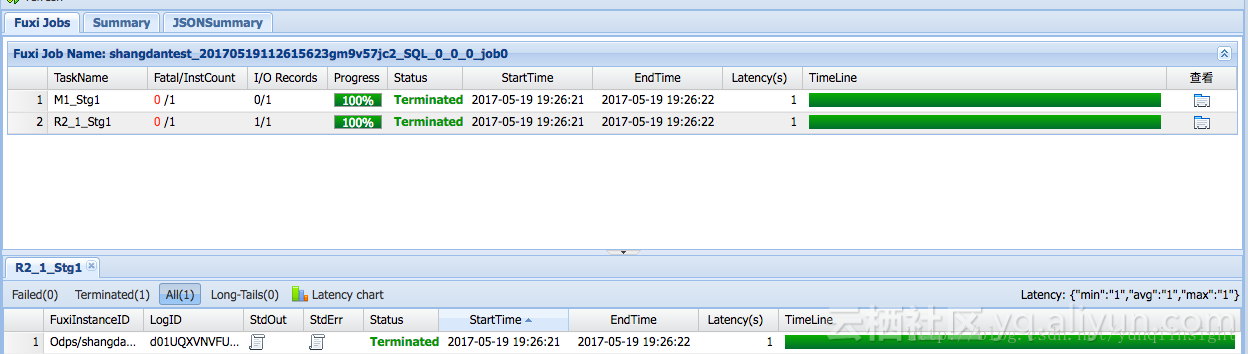 Fuxi Jobs Summary JSONSummary
Fuxi Job Name: shangdantest_20170519112615623gm9v57jc2_SQL_0_0_0_job0
TaskName Fatal/InstCount I/O Records Progress Status StartTime EndTime Latency(s) TimeLine 查看
1 M1_Stg1 0 /1 0/1 100% Terminated 2017-05-19 19:26:21 2017-05-19 19:26:22 1
2 R2_1_Stg1 0 /1 1/1 100% Terminated 2017-05-19 19:26:21 2017-05-19 19:26:22 1
R2_1_Stg1
Failed(0) Terminated(1) All(1) Long-Tails(0) Latency chart Latency: {"min":"1","avg":"1","max":"1"}
FuxiInstanceID LogID StdOut StdErr Status StartTime EndTime Latency(s) TimeLine
1 Odps/shangda... d01UQXVNVFU... Terminated 2017-05-19 19:26:21 2017-05-19 19:26:22 1
云栖社区 yq.aliyun.com